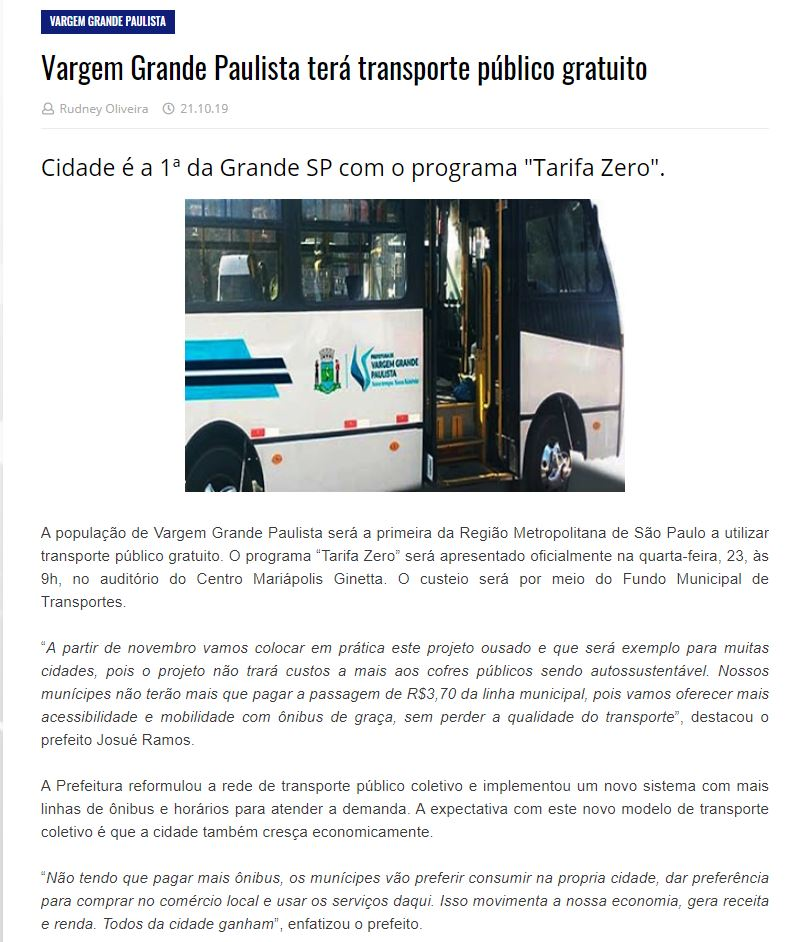 VARGEM GRANDE PAULISTA
Vargem Grande Paulista terá transporte público gratuito
Rudney Oliveira 21.10.19
Cidade é a 1ª da Grande SP com o programa "Tarifa Zero".
PREFEITURA DE
VARGEM GRANDE
PAULISTA
A população de Vargem Grande Paulista será a primeira da Região Metropolitana de São Paulo a utilizar
transporte público gratuito. O programa “Tarifa Zero” será apresentado oficialmente na quarta-feira, 23, às
9h, no auditório do Centro Mariápolis Ginetta. O custeio será por meio do Fundo Municipal de
Transportes.
“A partir de novembro vamos colocar em prática este projeto ousado e que será exemplo para muitas
cidades, pois o projeto não trará custos a mais aos cofres públicos sendo autossustentável. Nossos
munícipes não terão mais que pagar a passagem de R$3,70 da linha municipal, pois vamos oferecer mais
acessibilidade e mobilidade com ônibus de graça, sem perder a qualidade do transporte”, destacou o
prefeito Josué Ramos.
A Prefeitura reformulou a rede de transporte público coletivo e implementou um novo sistema com mais
linhas de ônibus e horários para atender a demanda. A expectativa com este novo modelo de transporte
coletivo é que a cidade também cresça economicamente.
“Não tendo que pagar mais ônibus, os munícipes vão preferir consumir na propria cidade, dar preferência
para comprar no comércio local e usar os serviços daqui. Isso movimenta a nossa economia, gera receita
e renda. Todos da cidade ganham”, enfatizou o prefeito.